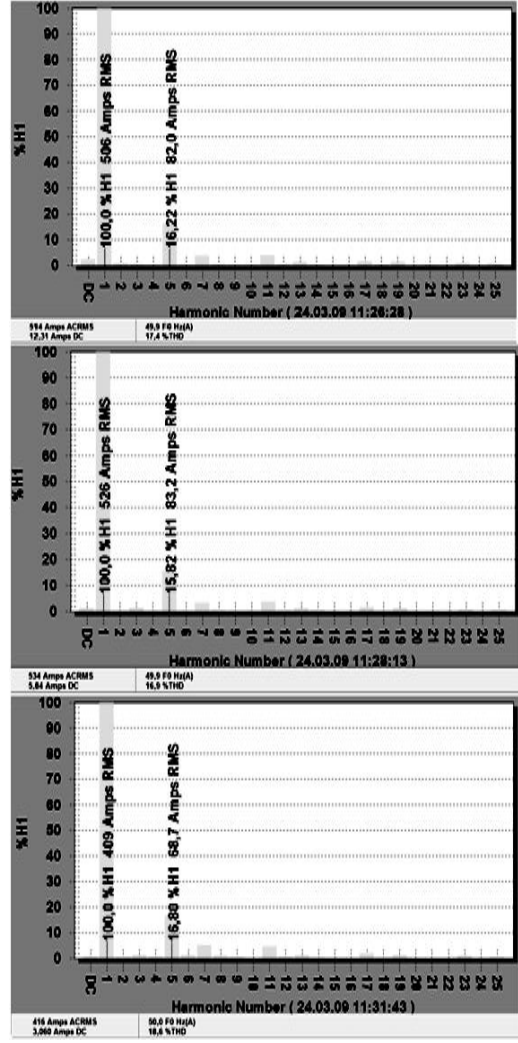 100
90
80
70
60
50
40
30
20
10
0
%H1
100,0 %H1 506 Amps RMS
16,22 %H1 82,0 Amps RMS
DC 1 2 3 4 5 6 7 8 9 10 11 12 13 14 15 16 17 18 19 20 21 22 23 24 25
Harmonic Number ( 24.03.09 11:26:28 )
Amps ACRMS
12,31 Amps DC
49,9 F0 Hz(A)
17,4 %THD
100
90
80
70
60
50
40
30
20
10
0
%H1
100,0 %H1 526 Amps RMS
15,82 %H1 83,2 Amps RMS
DC 1 2 3 4 5 6 7 8 9 10 11 12 13 14 15 16 17 18 19 20 21 22 23 24 25
Harmonic Number ( 24.03.09 11:28:13 )
534 Amps ACRMS
5,84 Amps DC
49,9 F0 Hz(A)
16,9 %THD
100
90
80
70
60
50
40
30
20
10
0
%H1
100,0 %H1 409 Amps RMS
16,80 %H1 68,7 Amps RMS
DC 1 2 3 4 5 6 7 8 9 10 11 12 13 14 15 16 17 18 19 20 21 22 23 24 25
Harmonic Number ( 24.03.09 11:31:43 )
416 Amps ACRMS
3,060 Amps DC
50,0 F0 Hz(A)
18,6 %THD